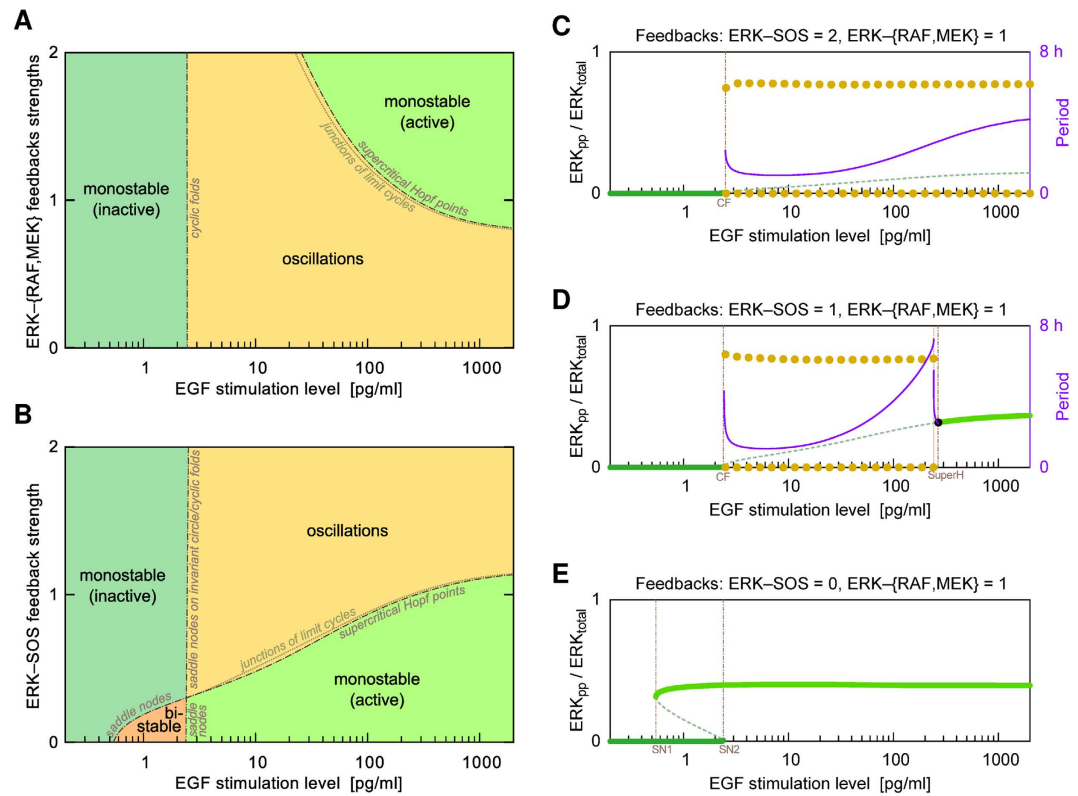 A
2
1
0
ERK–{RAF,MEK} feedbacks strengths
monostable
(inactive)
cyclic folds
oscillations
monostable
(active)
supercritical Hopf points
junctions of limit cycles
1
10
100
1000
EGF stimulation level [pg/ml]
B
2
1
0
ERK–SOS feedback strength
monostable
(inactive)
saddle nodes on invariant circle/cyclic folds
oscillations
junctions of limit cycles
supercritical Hopf points
monostable
(active)
saddle nodes
bi-
stable
saddle
nodes
1
10
100
1000
EGF stimulation level [pg/ml]
C
Feedbacks: ERK–SOS = 2, ERK–{RAF,MEK} = 1
1
0
ERKpp / ERKtotal
8 h
Period
0
CF
1
10
100
1000
EGF stimulation level [pg/ml]
D
Feedbacks: ERK–SOS = 1, ERK–{RAF,MEK} = 1
1
0
ERKpp / ERKtotal
8 h
Period
0
CF
SuperH
1
10
100
1000
EGF stimulation level [pg/ml]
E
Feedbacks: ERK–SOS = 0, ERK–{RAF,MEK} = 1
1
0
ERKpp / ERKtotal
SN1
SN2
1
10
100
1000
EGF stimulation level [pg/ml]